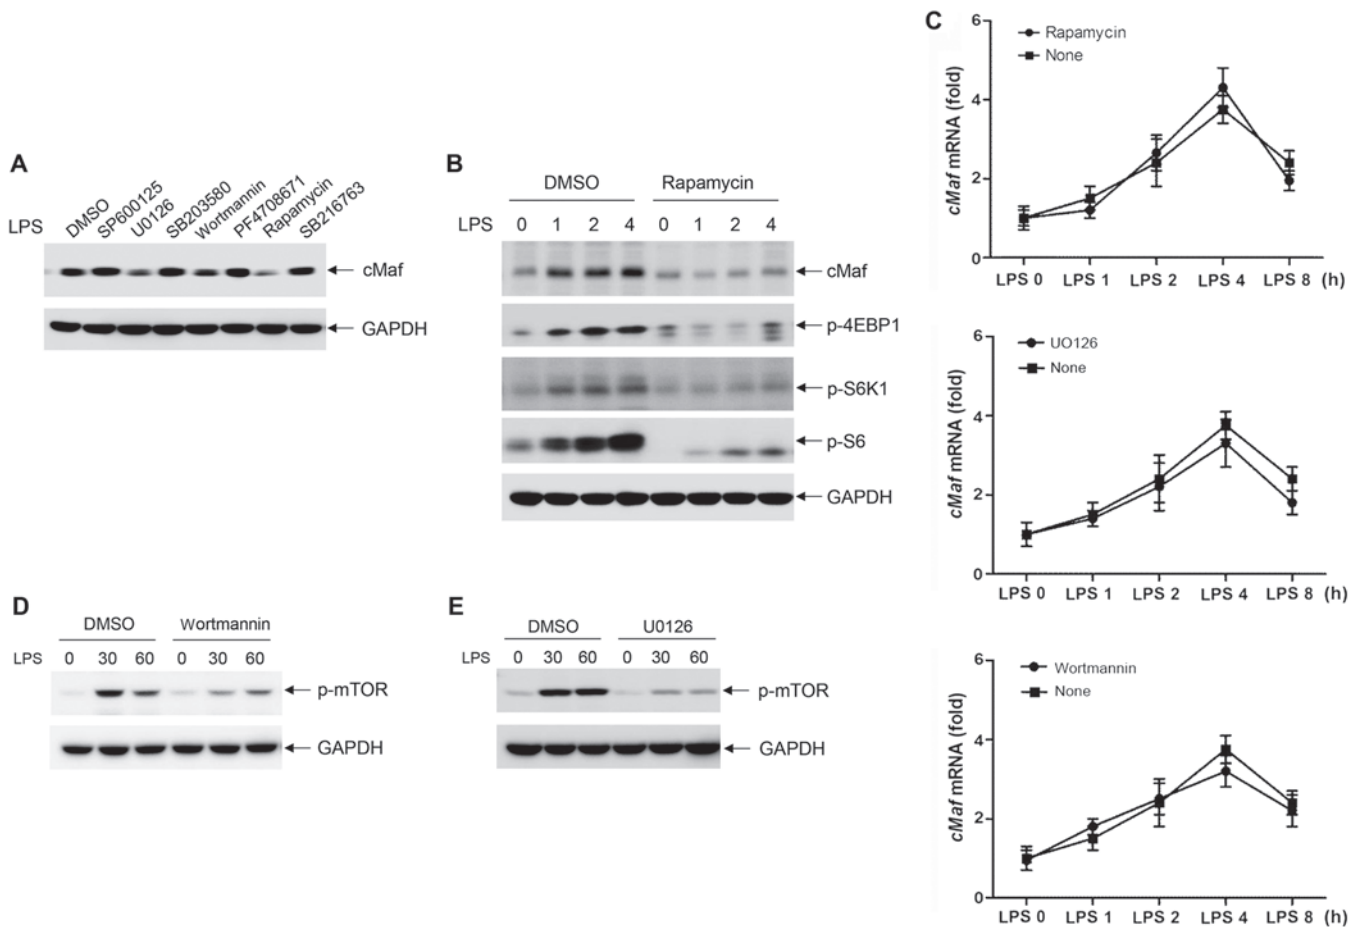 A
LPS DMSO SP600125 U0126 SB203580 Wortmannin PF4708671 Rapamycin SB216763
cMaf
GAPDH
B
DMSO Rapamycin
LPS 0 1 2 4 0 1 2 4
cMaf
p-4EBP1
p-S6K1
p-S6
GAPDH
C
6
4
2
0
cMaf mRNA (fold)
Rapamycin
None
LPS 0 LPS 1 LPS 2 LPS 4 LPS 8 (h)
6
4
2
0
cMaf mRNA (fold)
UO126
None
LPS 0 LPS 1 LPS 2 LPS 4 LPS 8 (h)
6
4
2
0
cMaf mRNA (fold)
Wortmannin
None
LPS 0 LPS 1 LPS 2 LPS 4 LPS 8 (h)
D
DMSO Wortmannin
LPS 0 30 60 0 30 60
p-mTOR
GAPDH
E
DMSO U0126
LPS 0 30 60 0 30 60
p-mTOR
GAPDH